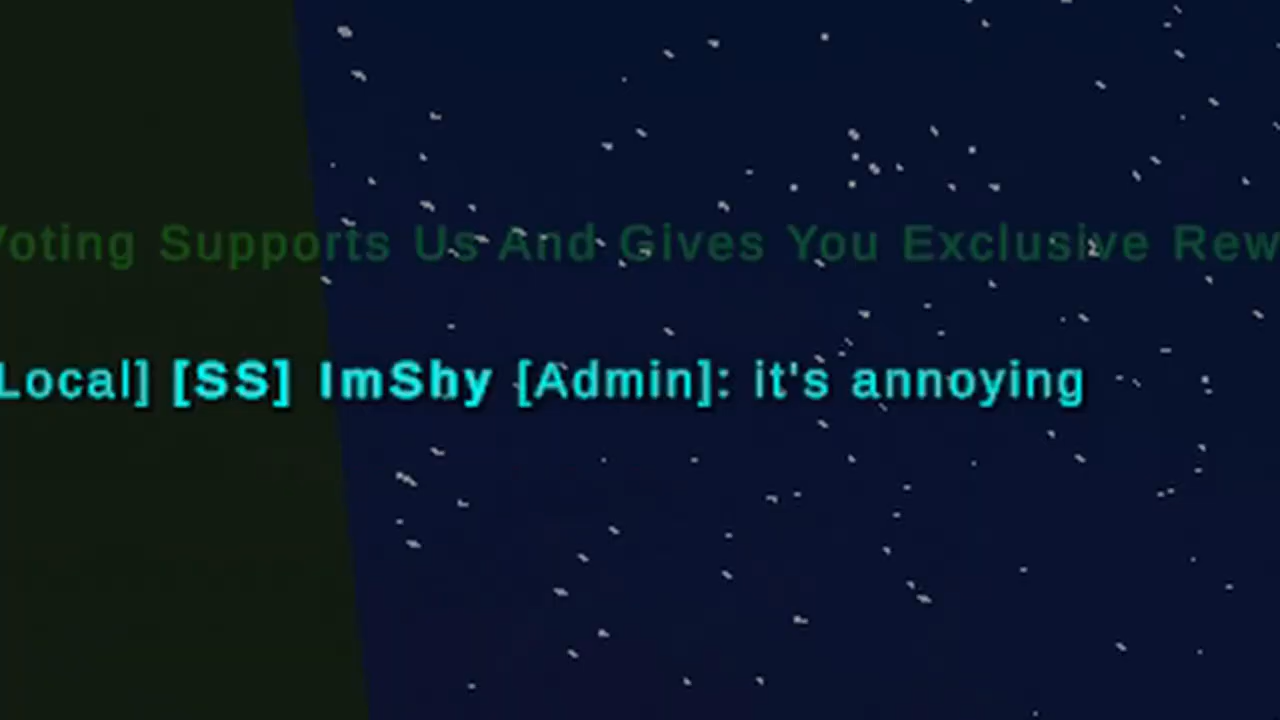 Voting Supports Us And Gives You Exclusive Rew
Local] [SS] ImShy [Admin]: it's annoying